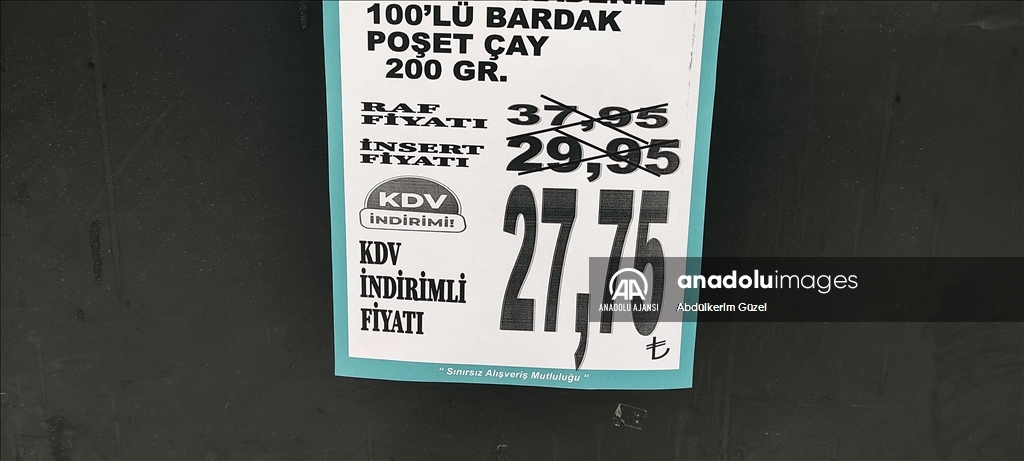 100'LÜ BARDAK
POŞET ÇAY
200 GR.
RAF
FİYATI
37,95
İNSERT
FİYATI
29,95
KDV
İNDİRİMİ!
KDV
İNDİRİMLİ
FİYATI
27,75
₺
AA
ANADOLU AJANSI
anadoluimages
Abdülkerim Güzel
" Sınırsız Alışveriş Mutluluğu "